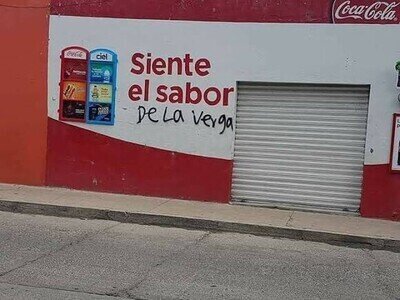 Coca-Cola
Coca-Cola
ciel
Siente
el sabor
De La Verga